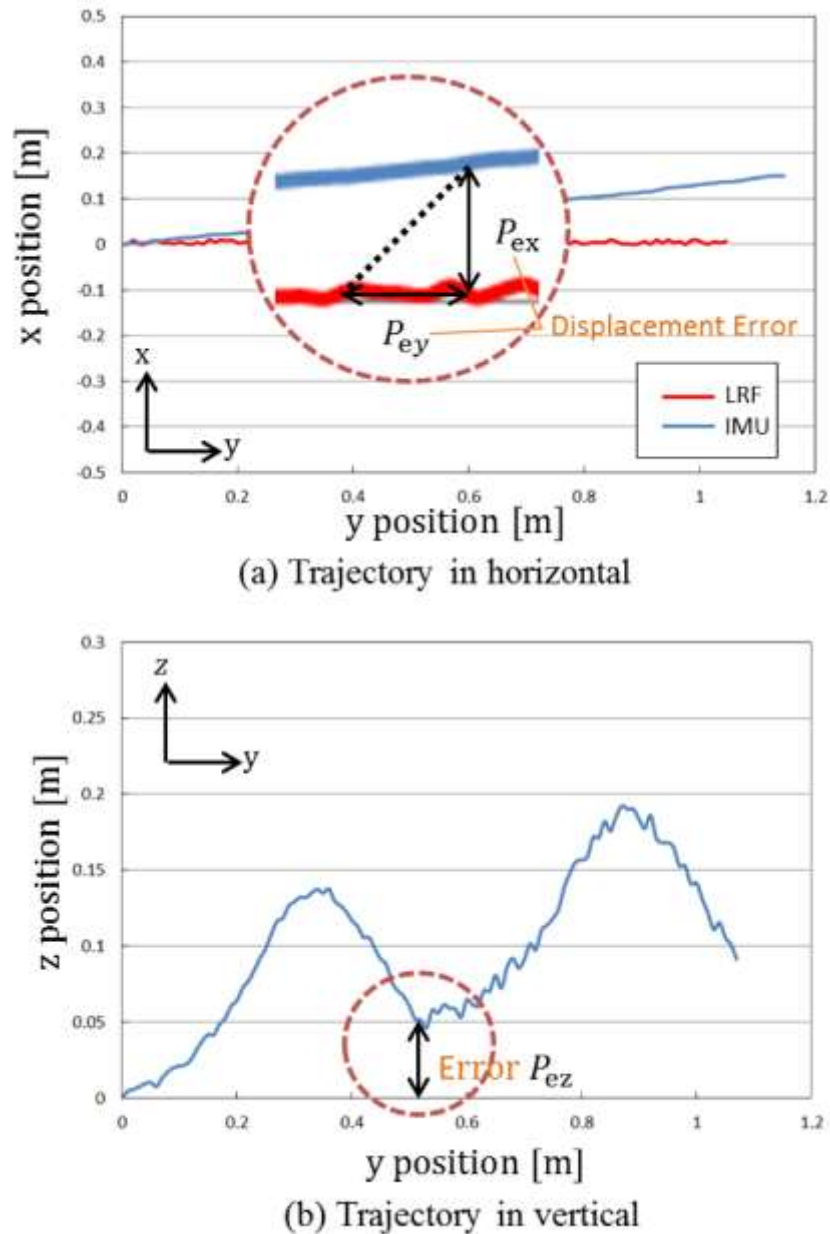 0.5
0.4
0.3
0.2
0.1
0
-0.1
-0.2
-0.3
-0.4
-0.5
x position [m]
P_ex
P_ey
Displacement Error
x
y
LRF
IMU
0 0.2 0.4 0.6 0.8 1 1.2
y position [m]
(a) Trajectory in horizontal
0.3
0.25
0.2
0.15
0.1
0.05
0
z position [m]
z
y
Error P_ez
0 0.2 0.4 0.6 0.8 1 1.2
y position [m]
(b) Trajectory in vertical